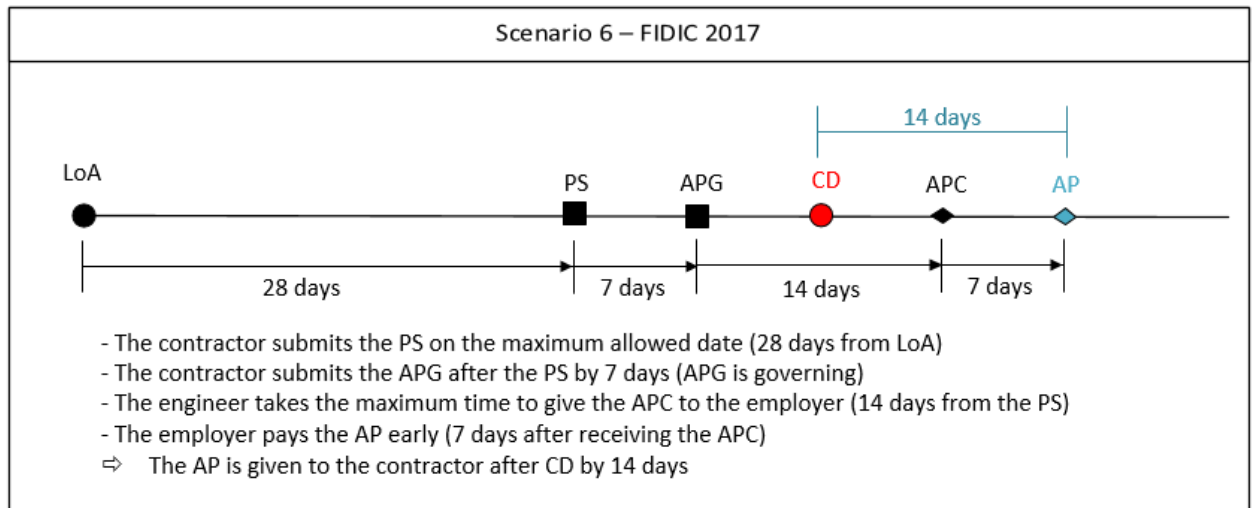 Scenario 6 – FIDIC 2017
14 days
LoA
PS
APG
CD
APC
AP
28 days
7 days
14 days
7 days
- The contractor submits the PS on the maximum allowed date (28 days from LoA)
- The contractor submits the APG after the PS by 7 days (APG is governing)
- The engineer takes the maximum time to give the APC to the employer (14 days from the PS)
- The employer pays the AP early (7 days after receiving the APC)
⇨ The AP is given to the contractor after CD by 14 days